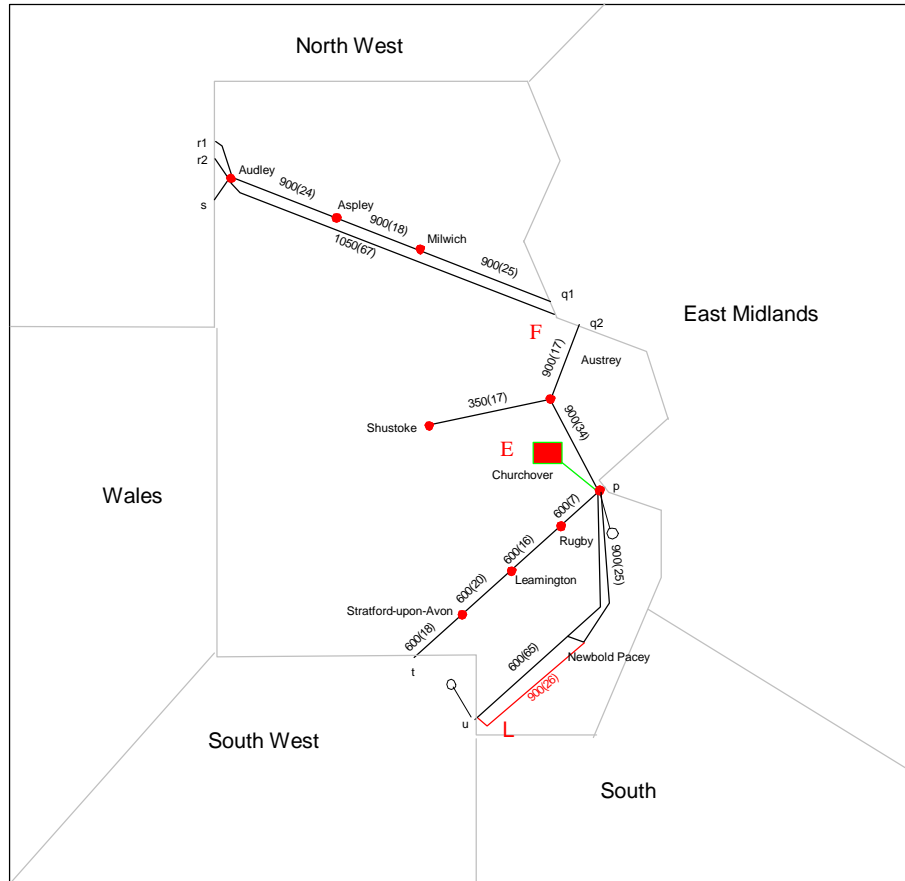 North West
r1
r2
Audley
s
900(24)
Aspley
900(18)
Milwich
1050(67)
900(25)
q1
q2
East Midlands
F
900(17)
Austrey
350(17)
900(34)
Shustoke
E
Churchover
p
Wales
600(7)
Rugby
900(25)
600(16)
Leamington
600(20)
Stratford-upon-Avon
600(18)
t
600(65)
Newbold Pacey
900(26)
u
L
South West
South